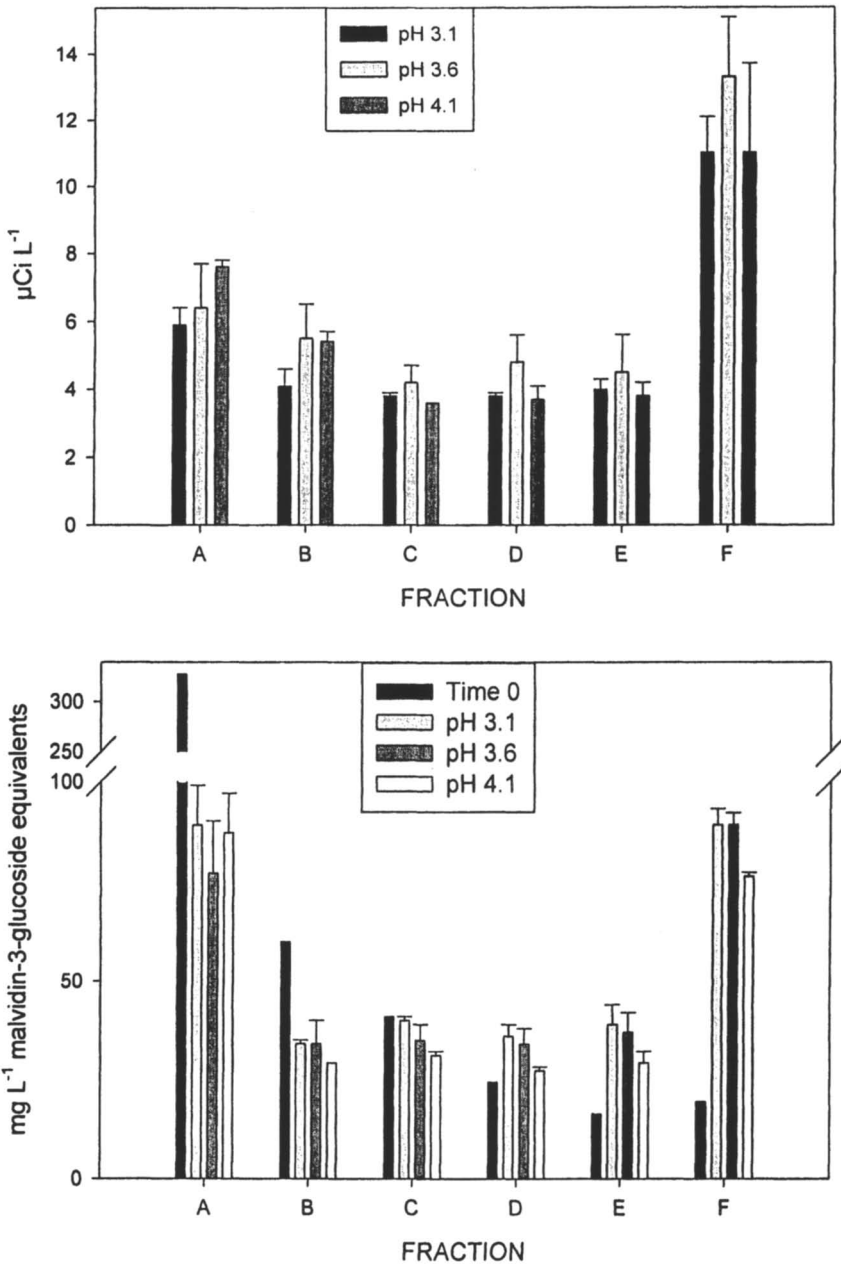 pH 3.1
pH 3.6
pH 4.1
14
12
10
8
6
4
2
0
µCi L⁻¹
A B C D E F
FRACTION
Time 0
pH 3.1
pH 3.6
pH 4.1
300
250
100
50
0
mg L⁻¹ malvidin-3-glucoside equivalents
A B C D E F
FRACTION